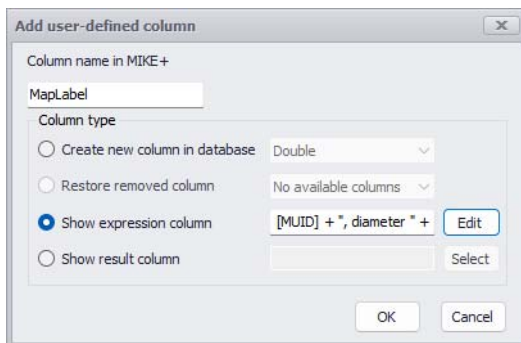 Add user-defined column
Column name in MIKE+
MapLabel
Column type
Create new column in database Double
Restore removed column No available columns
Show expression column [MUID] + ", diameter " + Edit
Show result column Select
OK Cancel